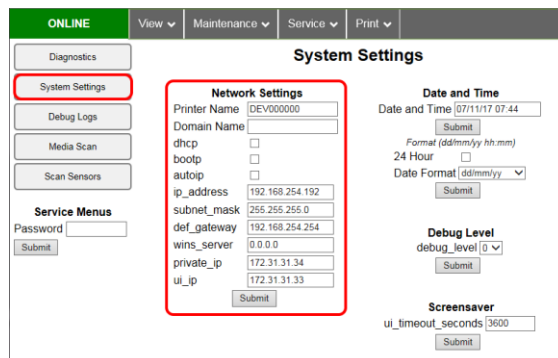 ONLINE View Maintenance Service Print
System Settings
Diagnostics
System Settings
Debug Logs
Media Scan
Scan Sensors
Service Menus
Password
Submit
Network Settings
Printer Name DEV000000
Domain Name
dhcp
bootp
autoip
ip_address 192.168.254.192
subnet_mask 255.255.255.0
def_gateway 192.168.254.254
wins_server 0.0.0.0
private_ip 172.31.31.34
ui_ip 172.31.31.33
Submit
Date and Time
Date and Time 07/11/17 07:44
Submit
Format (dd/mm/yy hh:mm)
24 Hour
Date Format dd/mm/yy
Submit
Debug Level
debug_level 0
Submit
Screensaver
ui_timeout_seconds 3600
Submit